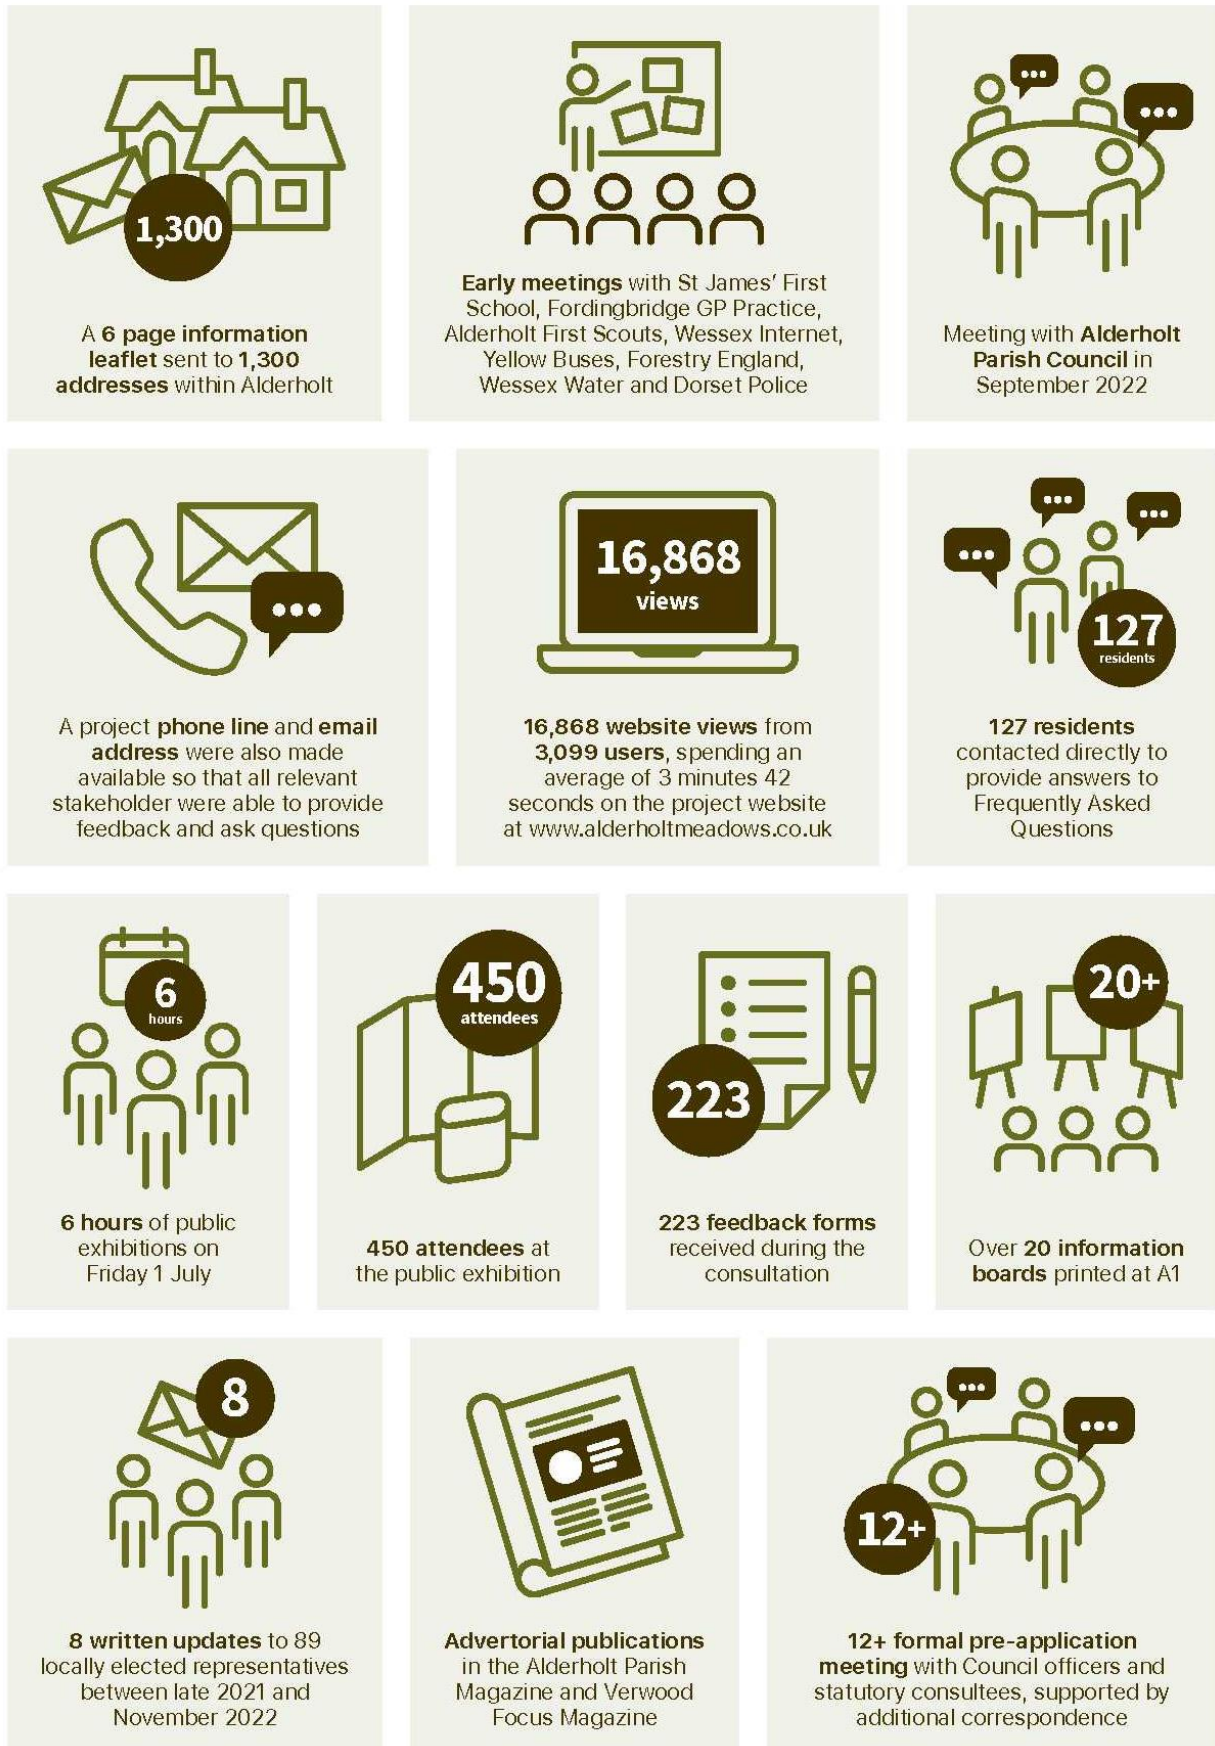 1,300
A 6 page information
leaflet sent to 1,300
addresses within Alderholt
Early meetings with St James' First
School, Fordingbridge GP Practice,
Alderholt First Scouts, Wessex Internet,
Yellow Buses, Forestry England,
Wessex Water and Dorset Police
Meeting with Alderholt
Parish Council in
September 2022
A project phone line and email
address were also made
available so that all relevant
stakeholder were able to provide
feedback and ask questions
16,868
views
16,868 website views from
3,099 users, spending an
average of 3 minutes 42
seconds on the project website
at www.alderholtmeadows.co.uk
127
residents
127 residents
contacted directly to
provide answers to
Frequently Asked
Questions
6
hours
6 hours of public
exhibitions on
Friday 1 July
450
attendees
450 attendees at
the public exhibition
223
223 feedback forms
received during the
consultation
20+
Over 20 information
boards printed at A1
8
8 written updates to 89
locally elected representatives
between late 2021 and
November 2022
Advertorial publications
in the Alderholt Parish
Magazine and Verwood
Focus Magazine
12+
12+ formal pre-application
meeting with Council officers and
statutory consultees, supported by
additional correspondence